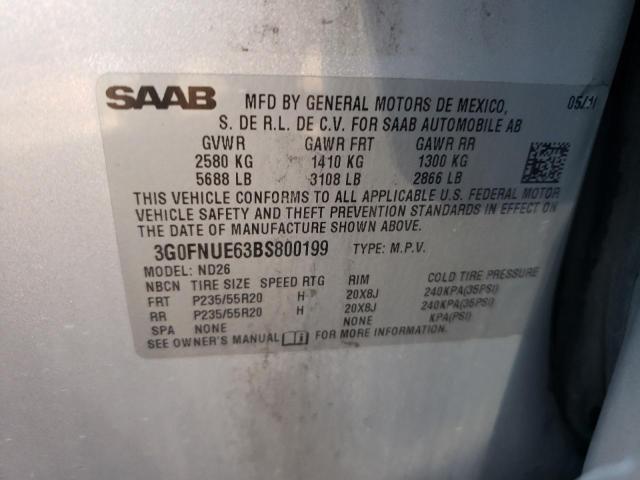 SAAB MFD BY GENERAL MOTORS DE MEXICO,
S. DE R.L. DE C.V. FOR SAAB AUTOMOBILE AB
GVWR GAWR FRT GAWR RR
2580 KG 1410 KG 1300 KG
5688 LB 3108 LB 2866 LB
THIS VEHICLE CONFORMS TO ALL APPLICABLE U.S. FEDERAL MOTOR
VEHICLE SAFETY AND THEFT PREVENTION STANDARDS IN EFFECT ON
THE DATE OF MANUFACTURE SHOWN ABOVE.
3G0FNUE63BS800199 TYPE: M.P.V.
MODEL: ND26
NBCN TIRE SIZE SPEED RTG RIM COLD TIRE PRESSURE
FRT P235/55R20 H 20X8J 240KPA(35PSI)
RR P235/55R20 H 20X8J 240KPA(35PSI)
SPA NONE NONE KPA(PSI)
SEE OWNER'S MANUAL FOR MORE INFORMATION.